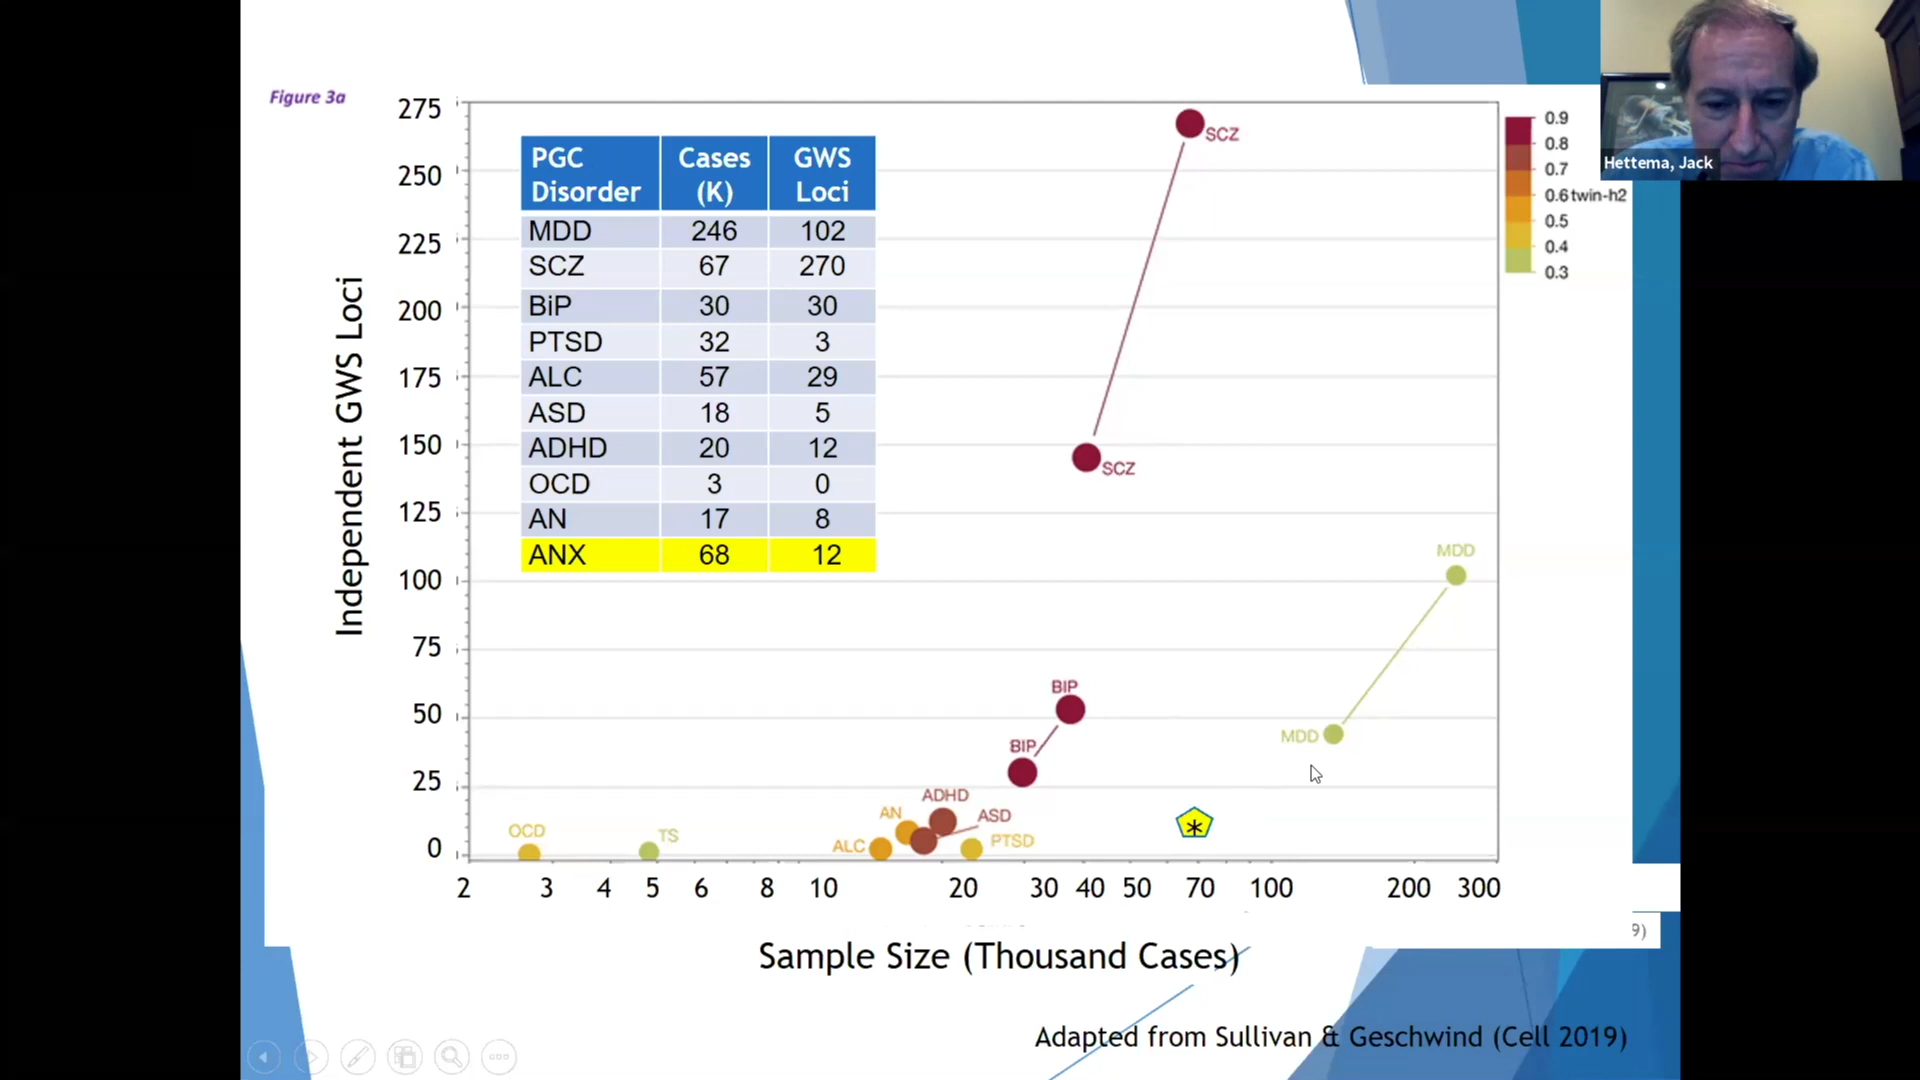 Figure 3a
Hettema, Jack
PGC Disorder Cases (K) GWS Loci
MDD 246 102
SCZ 67 270
BiP 30 30
PTSD 32 3
ALC 57 29
ASD 18 5
ADHD 20 12
OCD 3 0
AN 17 8
ANX 68 12
Independent GWS Loci
275
250
225
200
175
150
125
100
75
50
25
0
SCZ
SCZ
MDD
MDD
BIP
BIP
ADHD
AN
ASD
ALC
PTSD
OCD
TS
*
0.9
0.8
0.7
0.6 twin-h2
0.5
0.4
0.3
2 3 4 5 6 8 10 20 30 40 50 70 100 200 300
9)
Sample Size (Thousand Cases)
Adapted from Sullivan & Geschwind (Cell 2019)